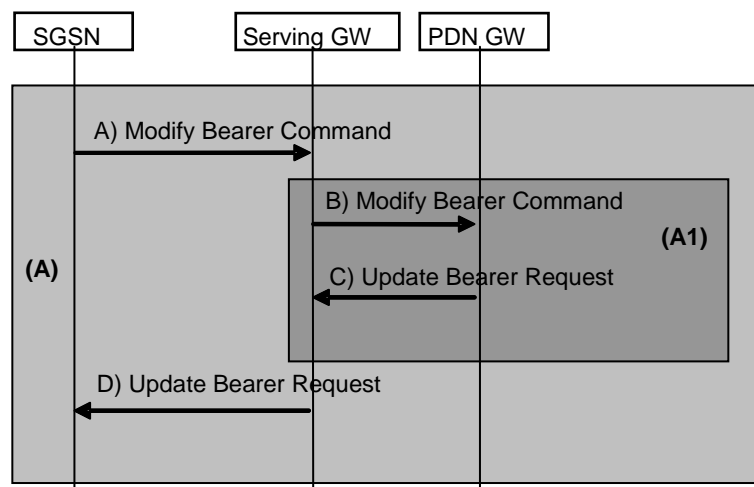 SGSN
Serving GW
PDN GW
A) Modify Bearer Command
B) Modify Bearer Command
(A1)
(A)
C) Update Bearer Request
D) Update Bearer Request